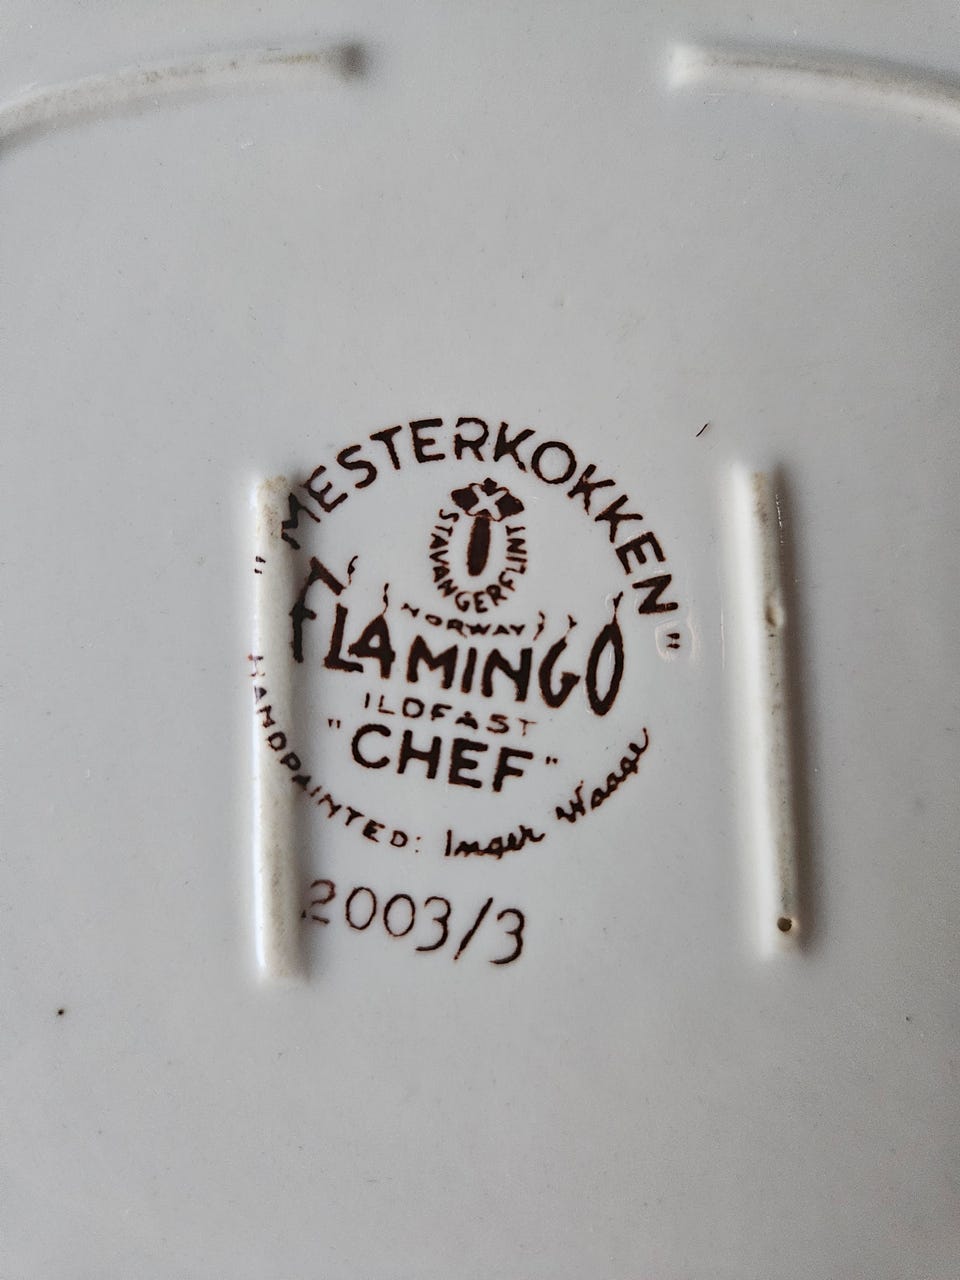 "MESTERKOKKEN"
STAVANGERFLINT
NORWAY
FLAMINGO
ILDFAST
"CHEF"
HANDPAINTED: Inger Waage
2003/3